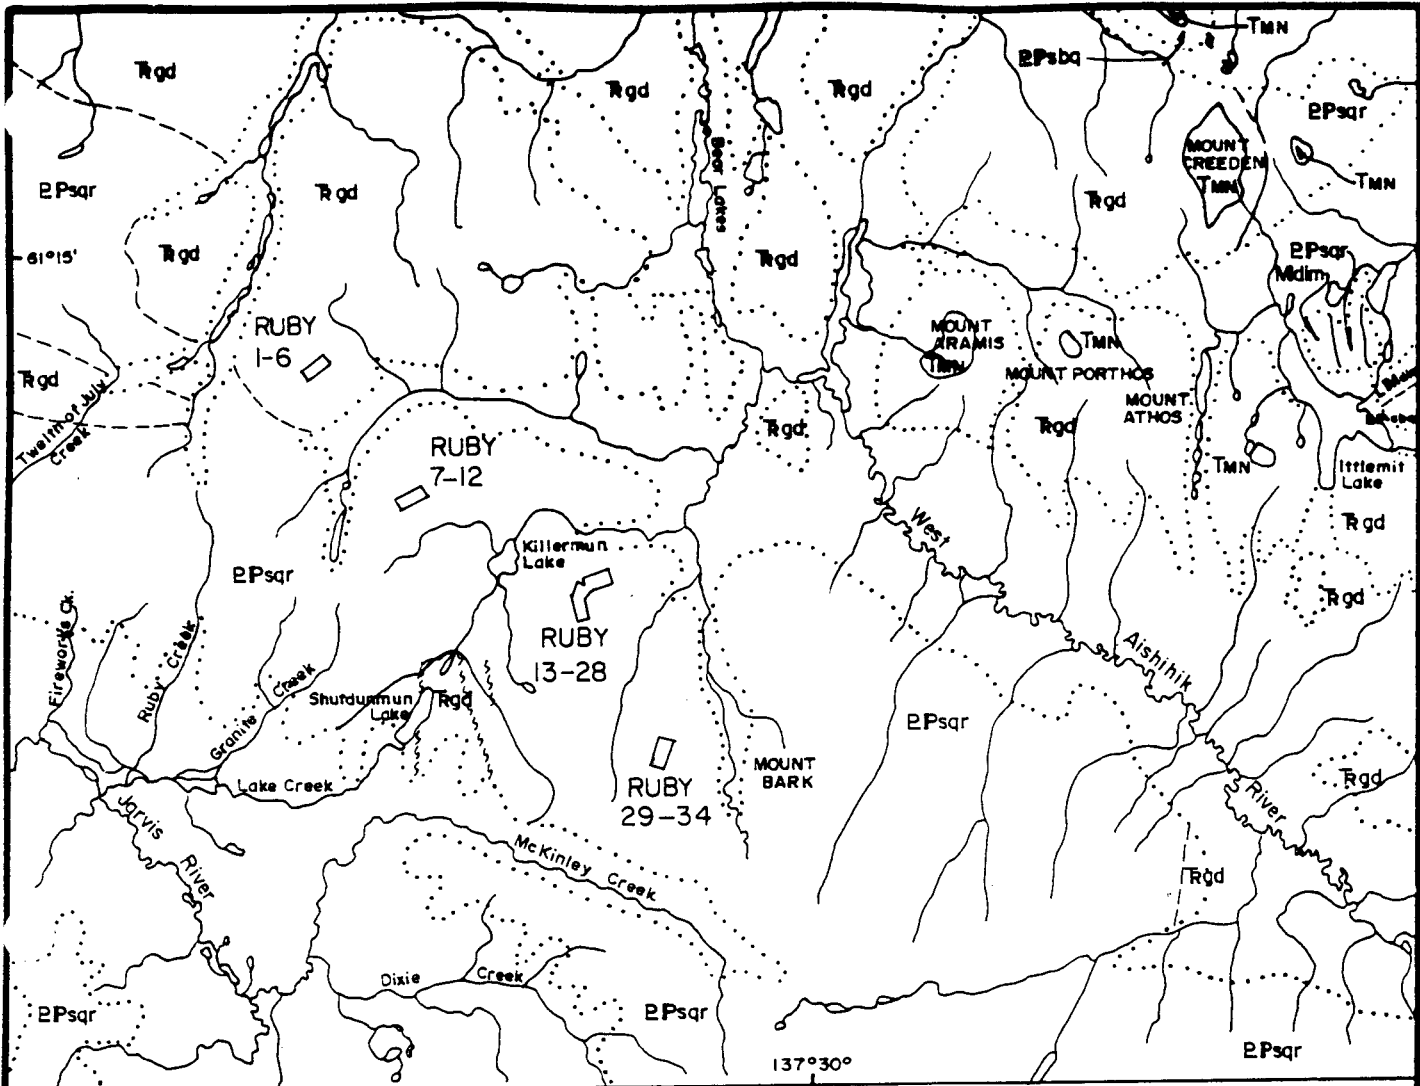 TMN
TRgd
PPsbq
TRgd
TRgd
PPsqr
MOUNT
CREEDEN
TMN
TMN
PPsqr
TRgd
TRgd
Bear Lakes
TRgd
TRgd
TRgd
PPsqr
61°15'
Mdim
RUBY
1-6
MOUNT
ARAMIS
TMN
TMN
MOUNT PORTHOS
TRgd
MOUNT
ATHOS
Twelth of July
Creek
TRgd
TRgd
RUBY
7-12
TMN
Ittlemit
Lake
West
TRgd
Killermun
Lake
PPsqr
TRgd
Fireworks Ck.
Ruby Creek
RUBY
13-28
Aishihik
Granite Creek
Shutdunmun
Lake
TRgd
PPsqr
MOUNT
BARK
TRgd
Lake Creek
RUBY
29-34
River
Jarvis
River
McKinley Creek
TRgd
Dixie Creek
PPsqr
PPsqr
PPsqr
137°30°